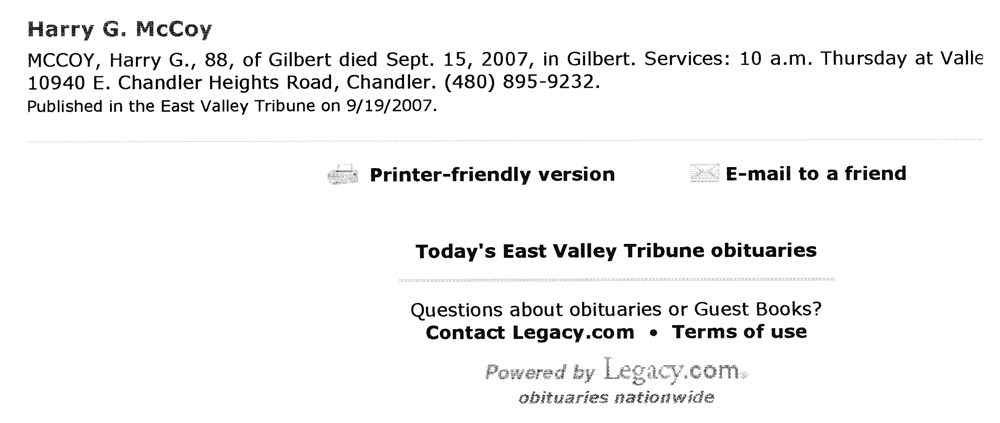 Harry G. McCoy
MCCOY, Harry G., 88, of Gilbert died Sept. 15, 2007, in Gilbert. Services: 10 a.m. Thursday at Valle
10940 E. Chandler Heights Road, Chandler. (480) 895-9232.
Published in the East Valley Tribune on 9/19/2007.
Printer-friendly version E-mail to a friend
Today's East Valley Tribune obituaries
Questions about obituaries or Guest Books?
Contact Legacy.com • Terms of use
Powered by Legacy.com®
obituaries nationwide